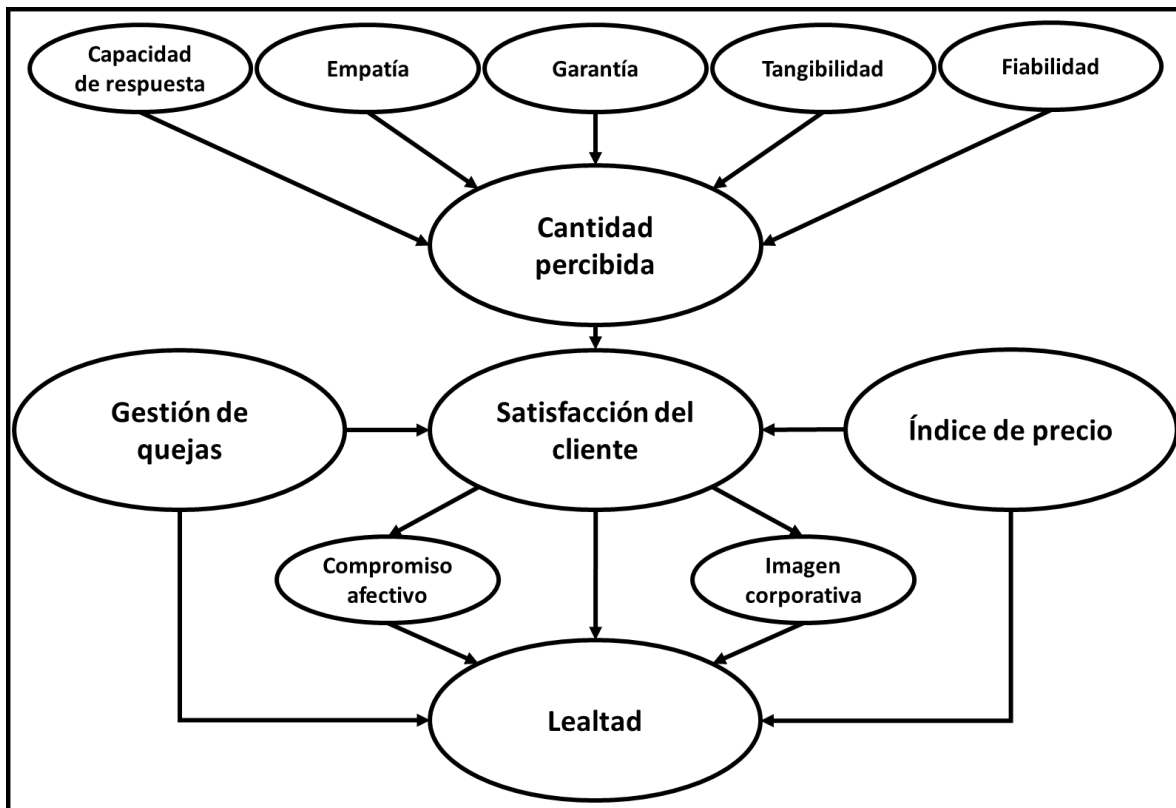 Capacidad
de respuesta
Empatía
Garantía
Tangibilidad
Fiabilidad
Cantidad
percibida
Gestión de
quejas
Satisfacción del
cliente
Índice de precio
Compromiso
afectivo
Imagen
corporativa
Lealtad